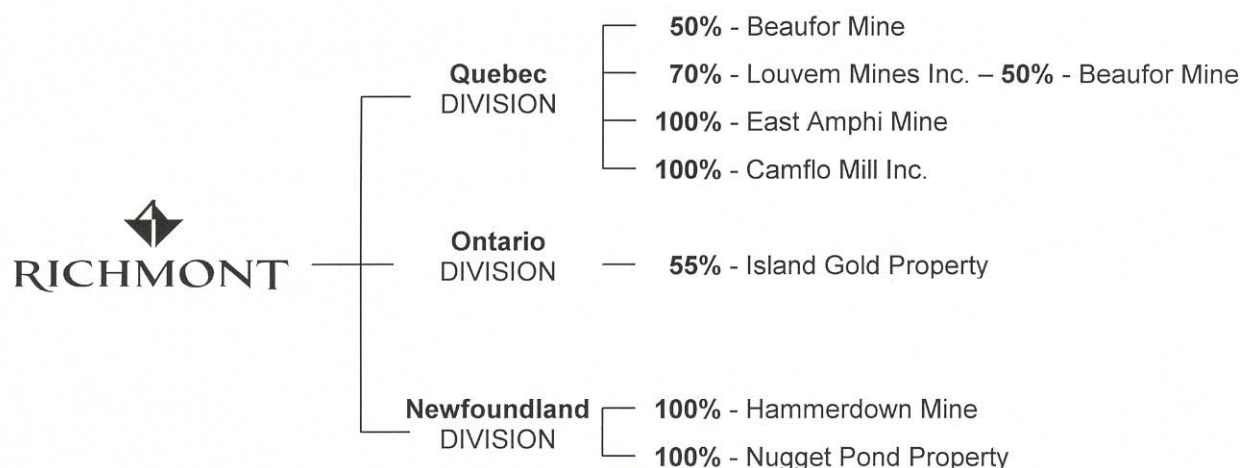 RICHMONT
Quebec
DIVISION
50% - Beaufor Mine
70% - Louvem Mines Inc. – 50% - Beaufor Mine
100% - East Amphi Mine
100% - Camflo Mill Inc.
Ontario
DIVISION
55% - Island Gold Property
Newfoundland
DIVISION
100% - Hammerdown Mine
100% - Nugget Pond Property